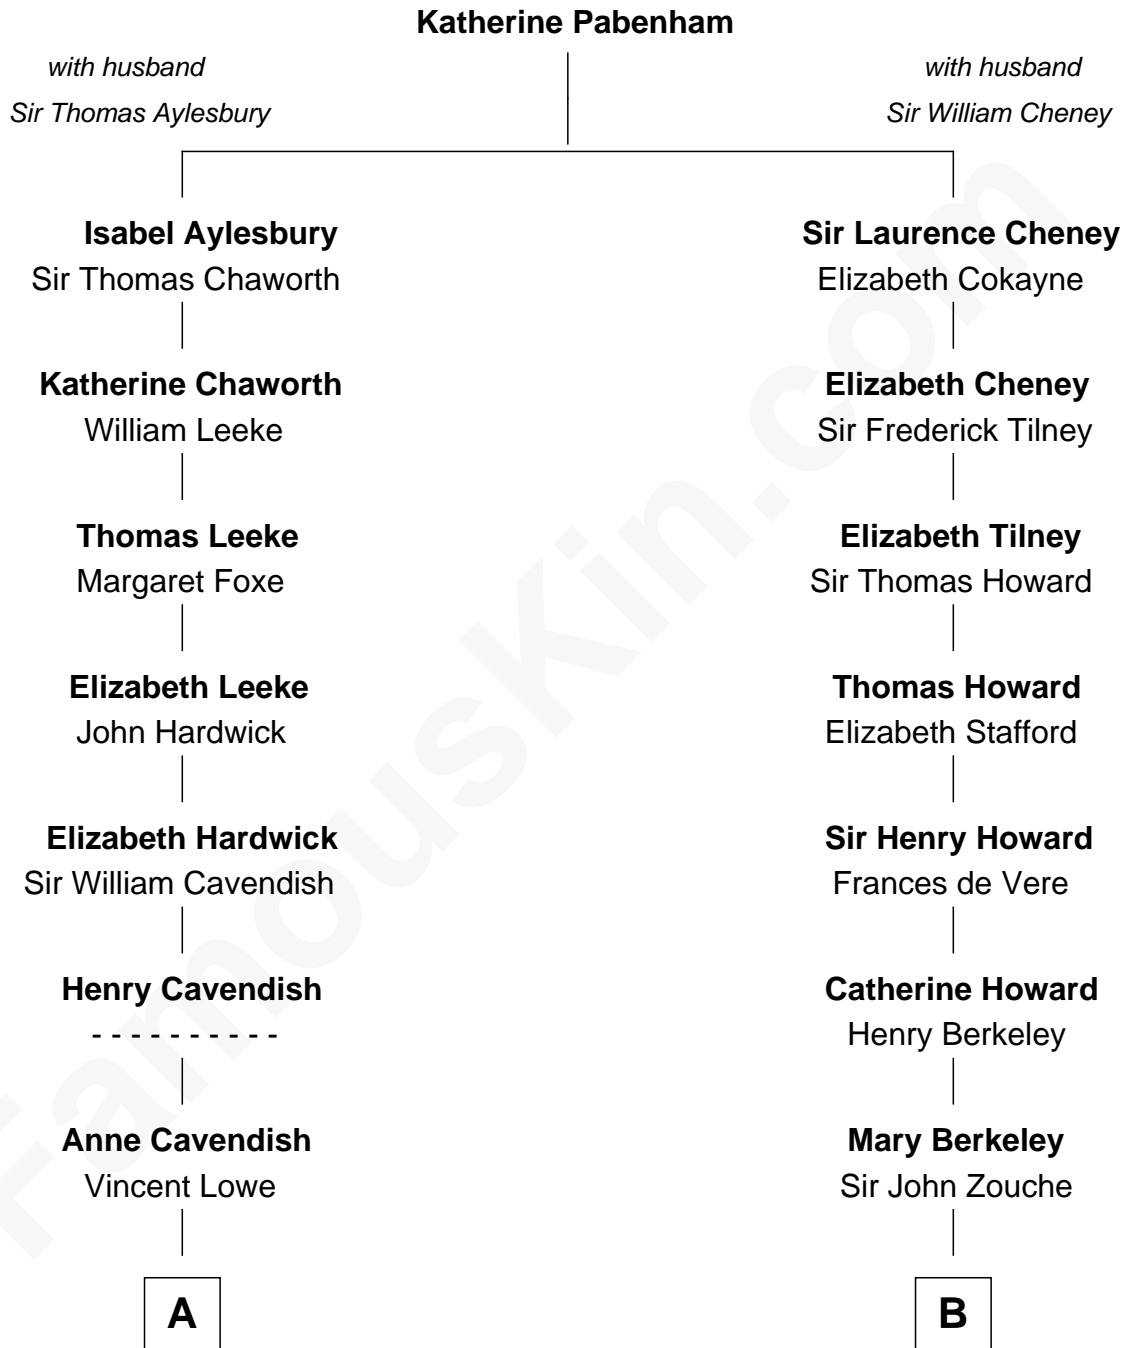 Katherine Pabenham
with husband
Sir Thomas Aylesbury
with husband
Sir William Cheney
Isabel Aylesbury
Sir Thomas Chaworth
Katherine Chaworth
William Leeke
Thomas Leeke
Margaret Foxe
Elizabeth Leeke
John Hardwick
Elizabeth Hardwick
Sir William Cavendish
Henry Cavendish
- - - - - - - - - -
Anne Cavendish
Vincent Lowe
A
Sir Laurence Cheney
Elizabeth Cokayne
Elizabeth Cheney
Sir Frederick Tilney
Elizabeth Tilney
Sir Thomas Howard
Thomas Howard
Elizabeth Stafford
Sir Henry Howard
Frances de Vere
Catherine Howard
Henry Berkeley
Mary Berkeley
Sir John Zouche
B
FamousKin.com